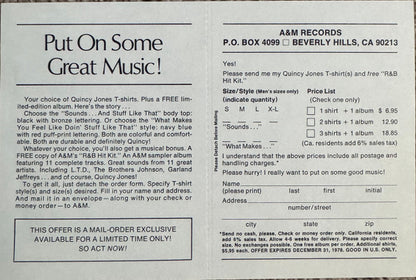 Put On Some
Great Music!
Your choice of Quincy Jones T-shirts. Plus a FREE lim-
ited-edition album. Here's the story . . .
Choose the "Sounds. . .And Stuff Like That" body top:
black with bronze lettering. Or choose the "What Makes
You Feel Like Doin' Stuff Like That" style: navy blue
with red puff-print lettering. Both are colorful and comfort-
able. Both are durable and definitely Quincy!
Whatever your choice, you'll also get a musical bonus. A
FREE copy of A&M's "R&B Hit Kit." An A&M sampler album
featuring 11 complete tracks. Great sounds from 11 great
artists. Including L.T.D., The Brothers Johnson, Garland
Jeffreys . . . and of course, Quincy Jones!
To get it all, just detach the order form. Specify T-shirt
style(s) and size(s) desired. Fill in your name and address.
And mail it in an envelope—along with your check or
money order—to A&M.
THIS OFFER IS A MAIL-ORDER EXCLUSIVE
AVAILABLE FOR A LIMITED TIME ONLY!
SO ACT NOW!
Please Detach Before Mailing
A&M RECORDS
P.O. BOX 4099 □ BEVERLY HILLS, CA 90213
Yes!
Please send me my Quincy Jones T-shirt(s) and free "R&B
Hit Kit."
Size/Style (Men's sizes only) Price List
(indicate quantity) (Check one only)
S M L X-L □ 1 shirt + 1 album $ 6.95
"Sounds . . ." □ 2 shirts + 1 album 12.90
□ 3 shirts + 1 album 18.85
"What Makes . . ." (Ca. residents add 6% sales tax)
I understand that the above prices include all postage and
handling charges.*
Please hurry! I really want to put on some good music!
Name
(please print) last first initial
Address
number/street
city state zip
*Send no cash, please. Check or money order only. California residents,
add 6% sales tax. Allow 4-6 weeks for delivery. Please specify correct
size. No exchanges possible. One free album per order. Additional shirts,
$5.95 each. OFFER EXPIRES DECEMBER 31, 1978. GOOD IN U.S. ONLY.